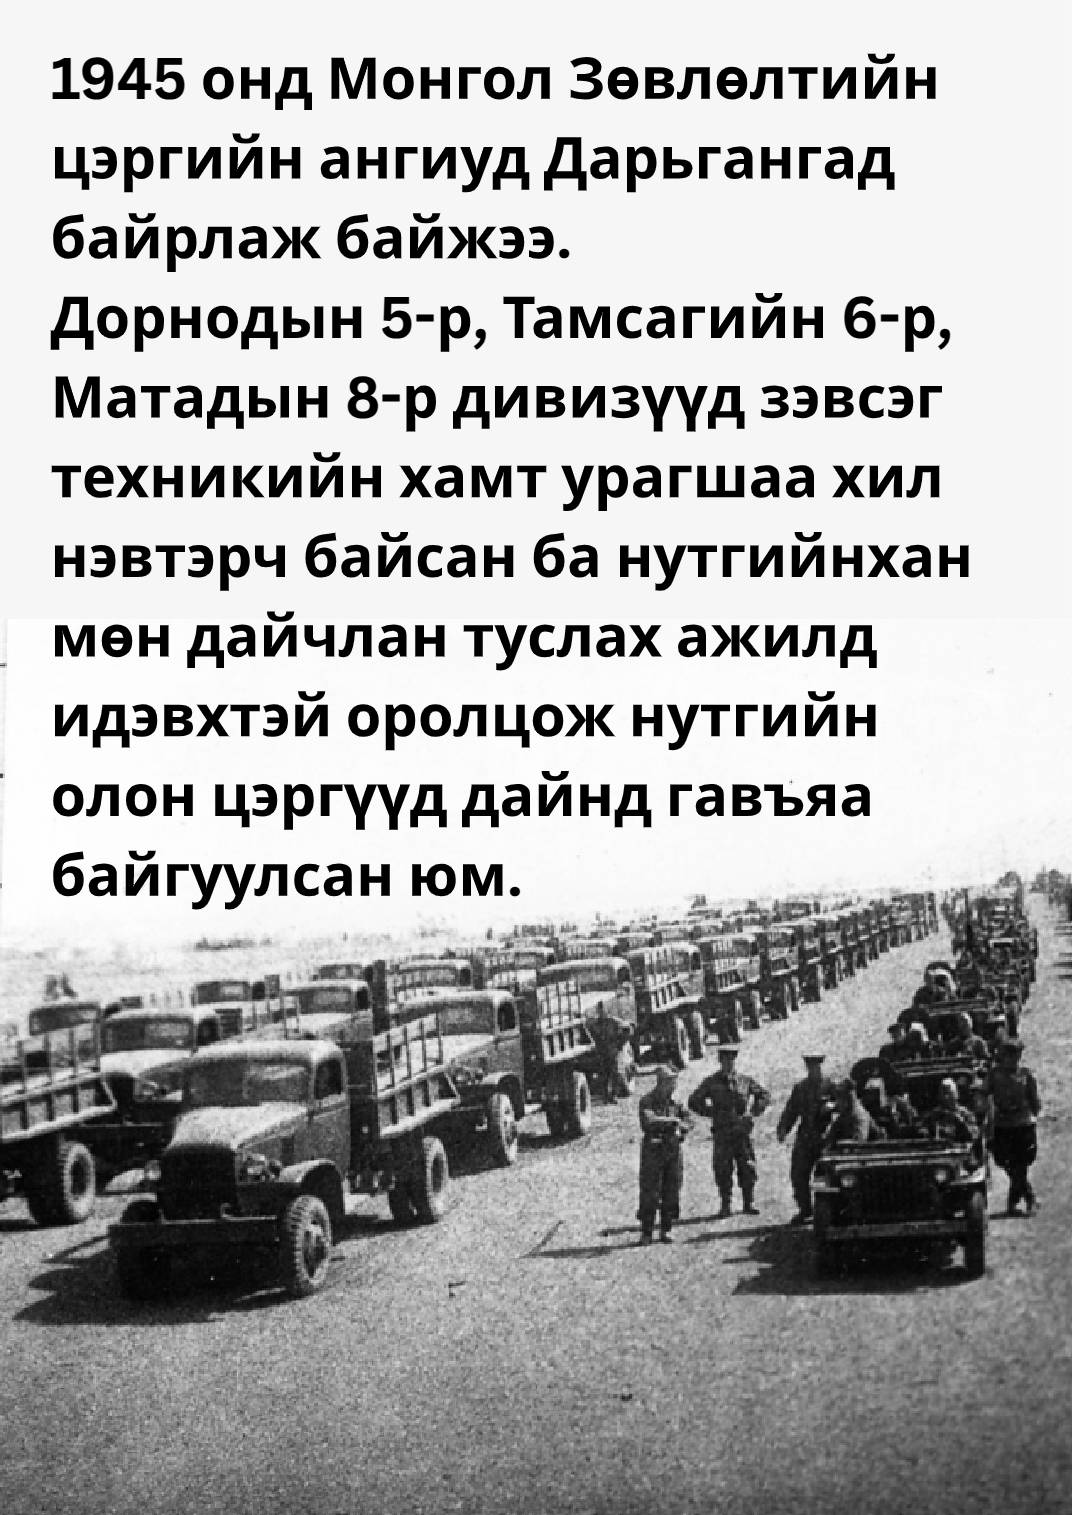 1945 онд Монгол Зөвлөлтийн
цэргийн ангиуд Дарьгангад
байрлаж байжээ.
Дорнодын 5-р, Тамсагийн 6-р,
Матадын 8-р дивизүүд зэвсэг
техникийн хамт урагшаа хил
нэвтэрч байсан ба нутгийнхан
мөн дайчлан туслах ажилд
идэвхтэй оролцож нутгийн
олон цэргүүд дайнд гавъяа
байгуулсан юм.